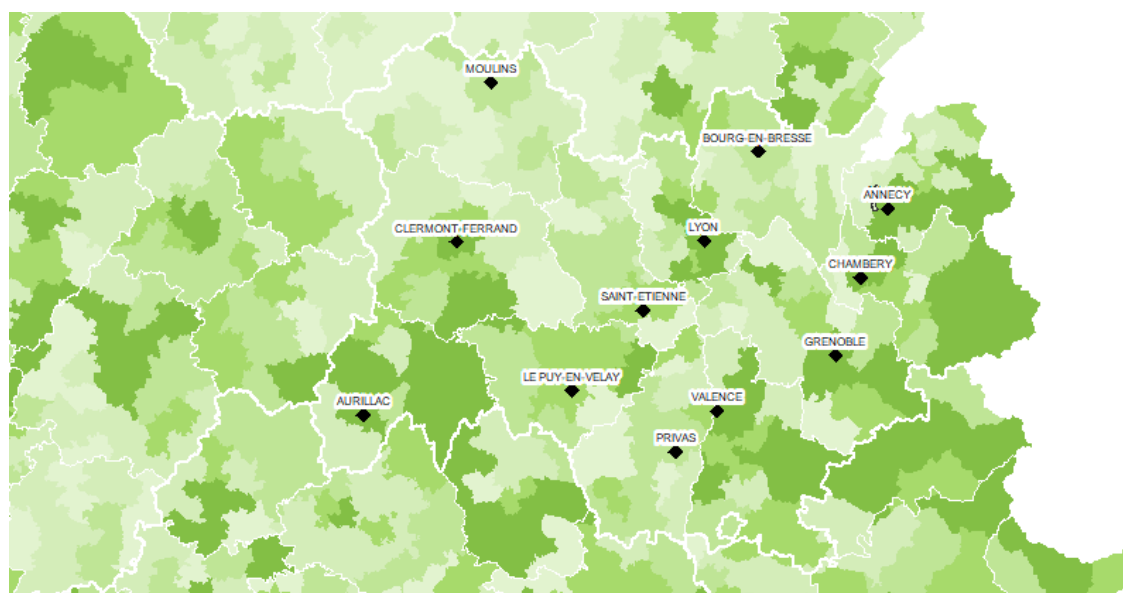 MOULINS
BOURG-EN-BRESSE
ANNECY
CLERMONT-FERRAND
LYON
CHAMBERY
SAINT-ETIENNE
GRENOBLE
LE PUY-EN-VELAY
AURILLAC
VALENCE
PRIVAS